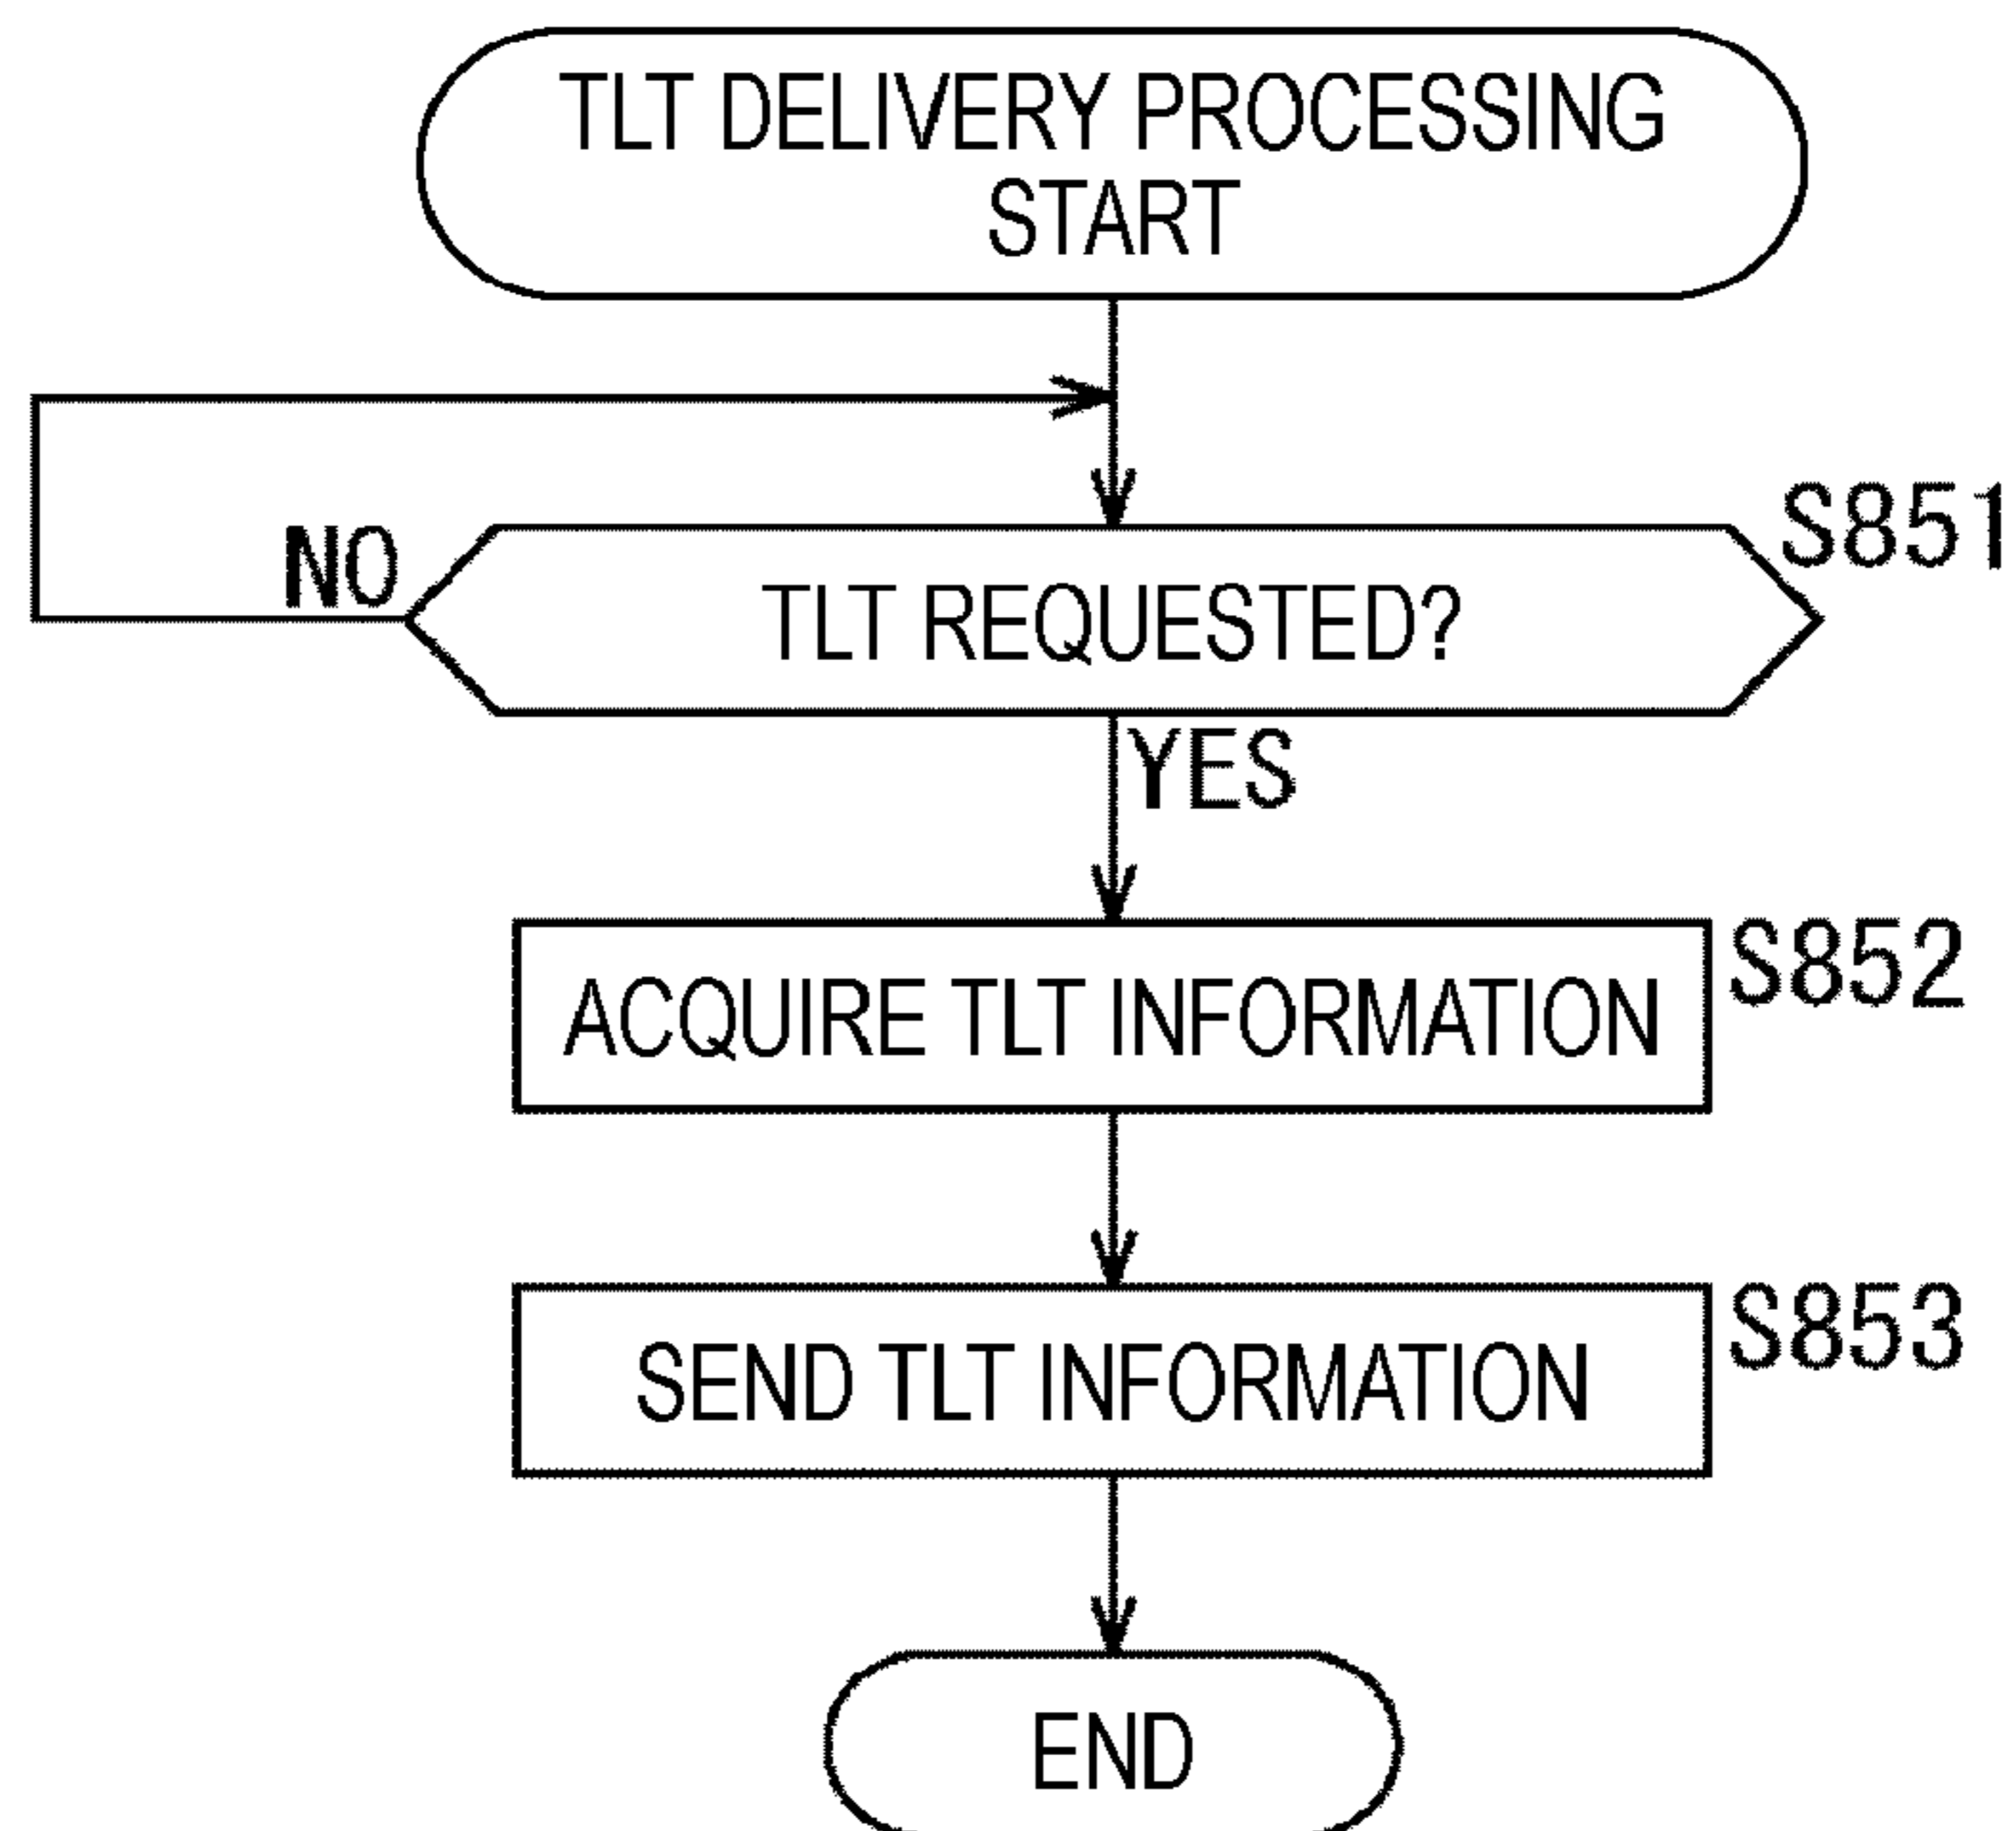 TLT DELIVERY PROCESSING
START
S851
NO
TLT REQUESTED?
YES
S852
ACQUIRE TLT INFORMATION
S853
SEND TLT INFORMATION
END